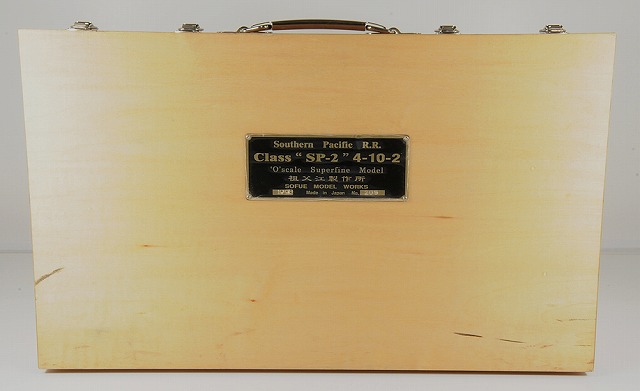 Southern Pacific R.R.
Class "SP-2" 4-10-2
'O'scale Superfine Model
祖父江製作所
SOFUE MODEL WORKS
Made in Japan No.